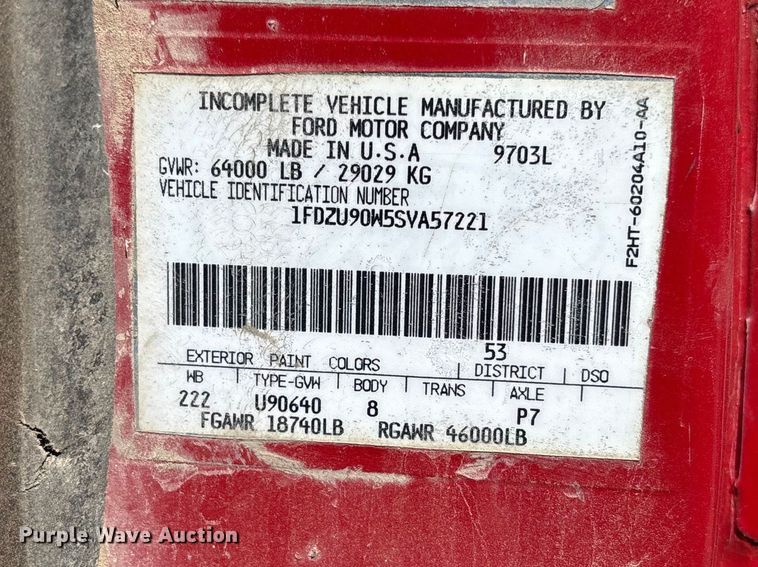 INCOMPLETE VEHICLE MANUFACTURED BY
FORD MOTOR COMPANY
MADE IN U.S.A 9703L
GVWR: 64000 LB / 29029 KG
VEHICLE IDENTIFICATION NUMBER
1FDZU90W5SVA57221
F2HT-60204A10-AA
53
EXTERIOR PAINT COLORS DISTRICT DSO
WB TYPE-GVW BODY TRANS AXLE
222 U90640 8 P7
FGAWR 18740LB RGAWR 46000LB
Purple Wave Auction